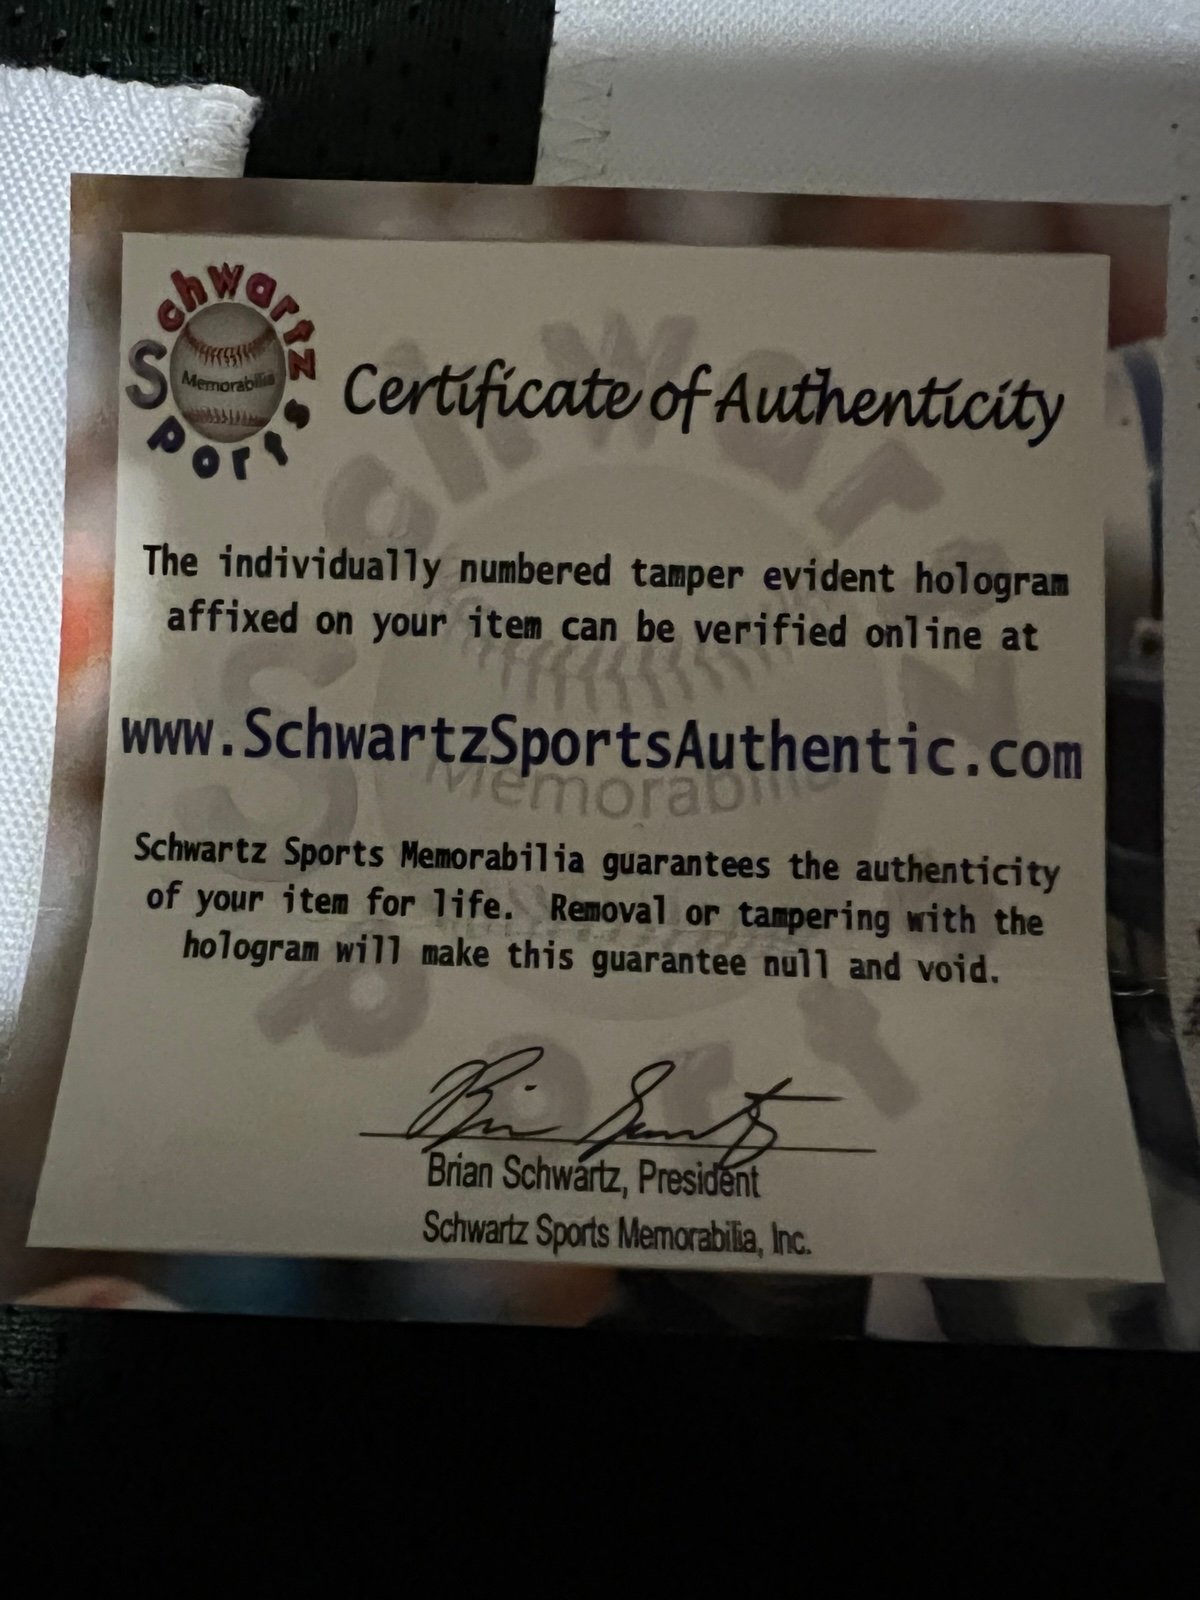 Schwartz
Sports
Memorabilia
Certificate of Authenticity
The individually numbered tamper evident hologram
affixed on your item can be verified online at
www.SchwartzSportsAuthentic.com
Schwartz Sports Memorabilia guarantees the authenticity
of your item for life. Removal or tampering with the
hologram will make this guarantee null and void.
Brian Schwartz
Brian Schwartz, President
Schwartz Sports Memorabilia, Inc.